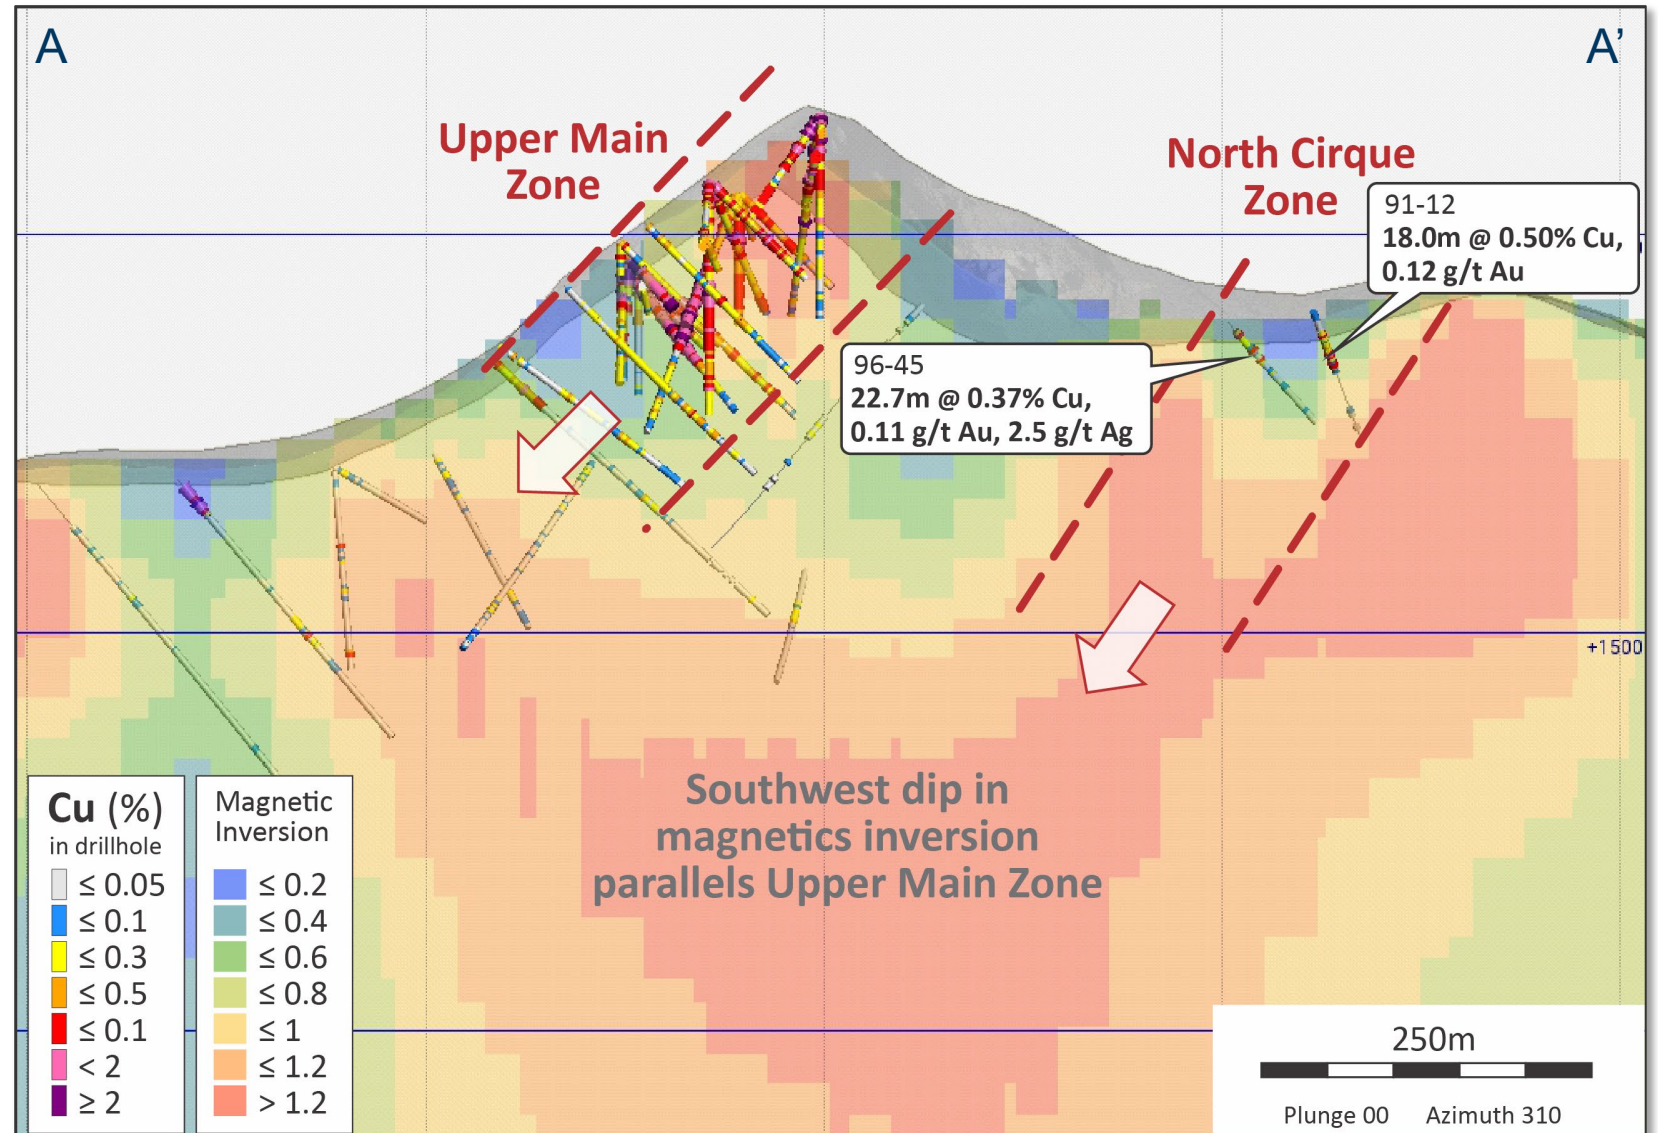 A
A’
Upper Main
Zone
North Cirque
Zone
91-12
18.0m @ 0.50% Cu,
0.12 g/t Au
96-45
22.7m @ 0.37% Cu,
0.11 g/t Au, 2.5 g/t Ag
+1500
Southwest dip in
magnetics inversion
parallels Upper Main Zone
Cu (%)
in drillhole
≤ 0.05
≤ 0.1
≤ 0.3
≤ 0.5
≤ 0.1
< 2
≥ 2
Magnetic
Inversion
≤ 0.2
≤ 0.4
≤ 0.6
≤ 0.8
≤ 1
≤ 1.2
> 1.2
250m
Plunge 00 Azimuth 310